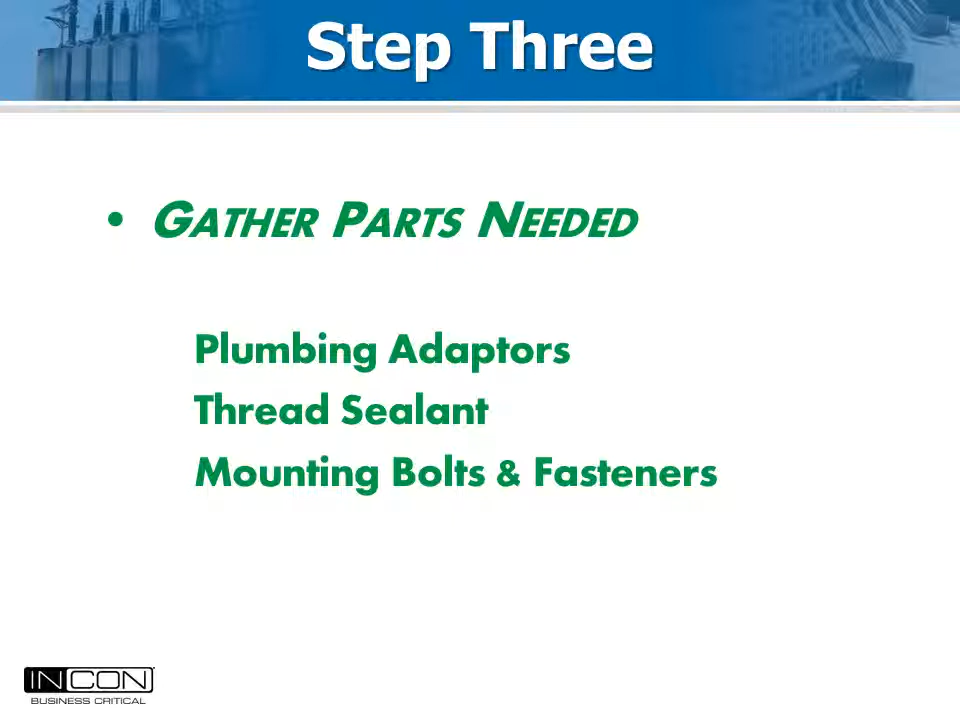 Step Three
• GATHER PARTS NEEDED
Plumbing Adaptors
Thread Sealant
Mounting Bolts & Fasteners
INCON
BUSINESS CRITICAL